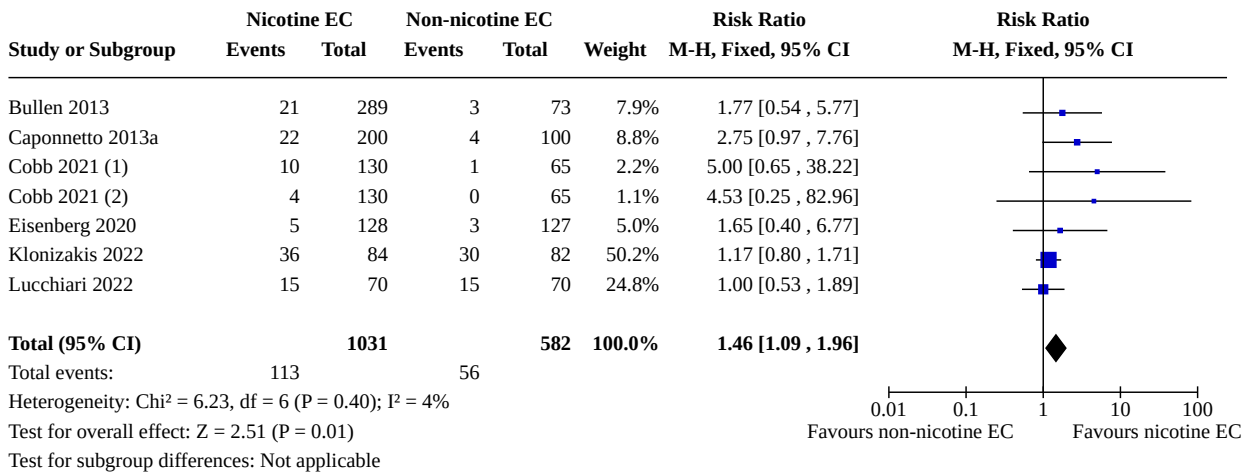 Nicotine EC Non-nicotine EC Risk Ratio Risk Ratio
Study or Subgroup Events Total Events Total Weight M-H, Fixed, 95% CI M-H, Fixed, 95% CI
Bullen 2013 21 289 3 73 7.9% 1.77 [0.54 , 5.77]
Caponnetto 2013a 22 200 4 100 8.8% 2.75 [0.97 , 7.76]
Cobb 2021 (1) 10 130 1 65 2.2% 5.00 [0.65 , 38.22]
Cobb 2021 (2) 4 130 0 65 1.1% 4.53 [0.25 , 82.96]
Eisenberg 2020 5 128 3 127 5.0% 1.65 [0.40 , 6.77]
Klonizakis 2022 36 84 30 82 50.2% 1.17 [0.80 , 1.71]
Lucchiari 2022 15 70 15 70 24.8% 1.00 [0.53 , 1.89]
Total (95% CI) 1031 582 100.0% 1.46 [1.09 , 1.96]
Total events: 113 56
Heterogeneity: Chi² = 6.23, df = 6 (P = 0.40); I² = 4%
0.01 0.1 1 10 100
Test for overall effect: Z = 2.51 (P = 0.01)
Favours non-nicotine EC Favours nicotine EC
Test for subgroup differences: Not applicable